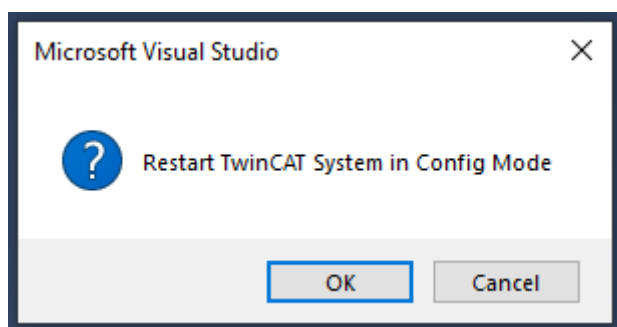 Microsoft Visual Studio
Restart TwinCAT System in Config Mode
OK
Cancel